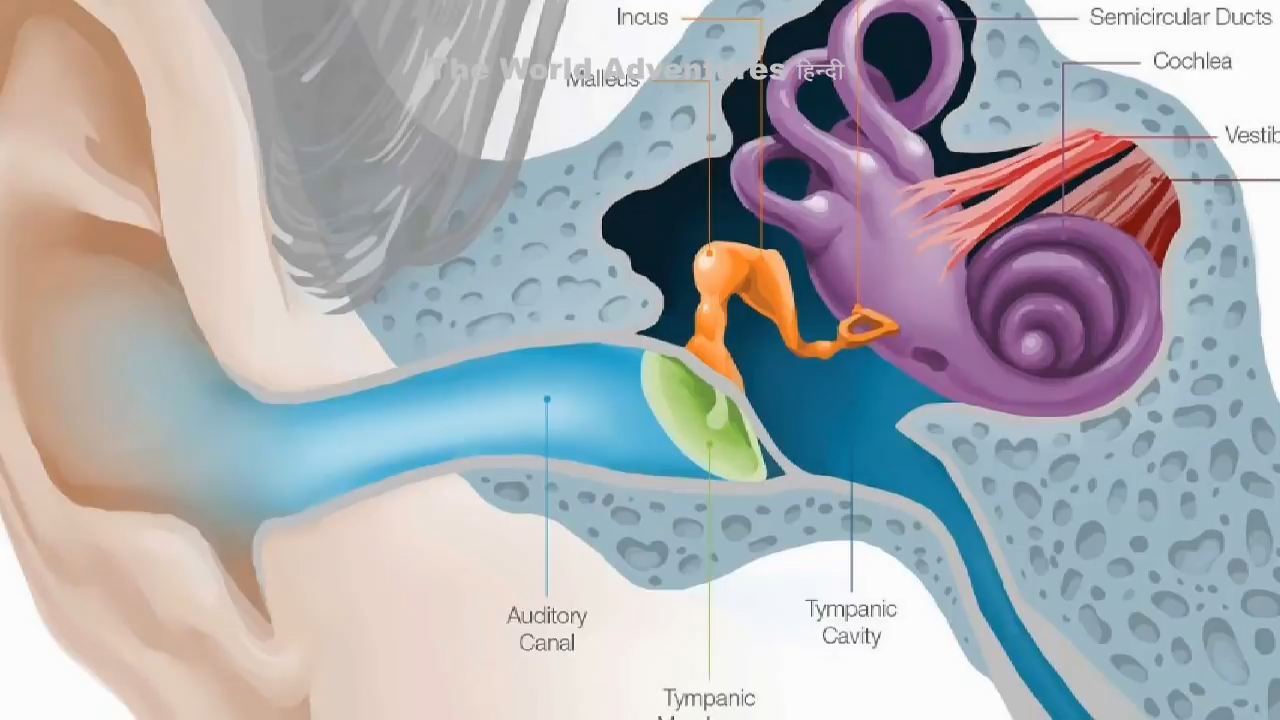 Incus
Semicircular Ducts
Cochlea
The World Adventures हिन्दी
Malleus
Auditory
Canal
Tympanic
Cavity
Tympanic